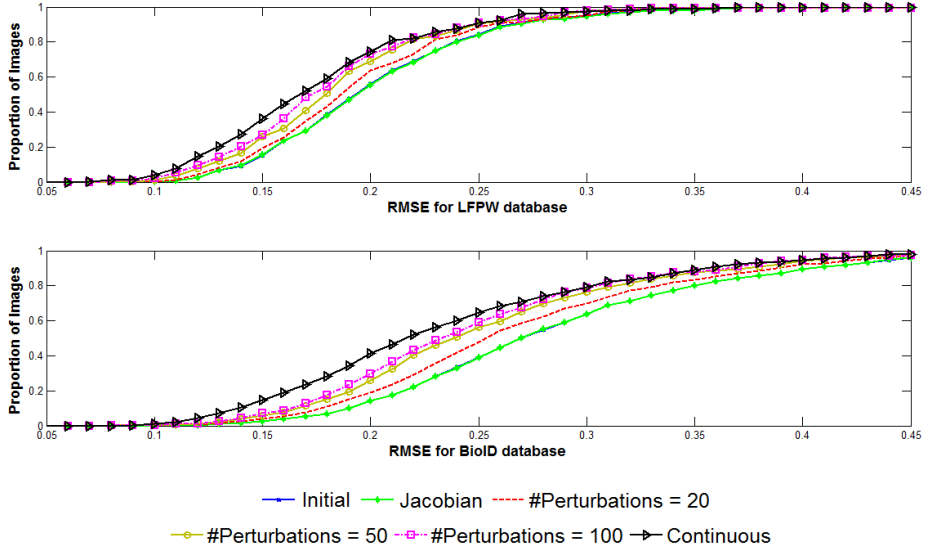 Proportion of Images
1
0.8
0.6
0.4
0.2
0
0.05 0.1 0.15 0.2 0.25 0.3 0.35 0.4 0.45
RMSE for LFPW database
Proportion of Images
1
0.8
0.6
0.4
0.2
0
0.05 0.1 0.15 0.2 0.25 0.3 0.35 0.4 0.45
RMSE for BioID database
Initial Jacobian #Perturbations = 20
#Perturbations = 50 #Perturbations = 100 Continuous